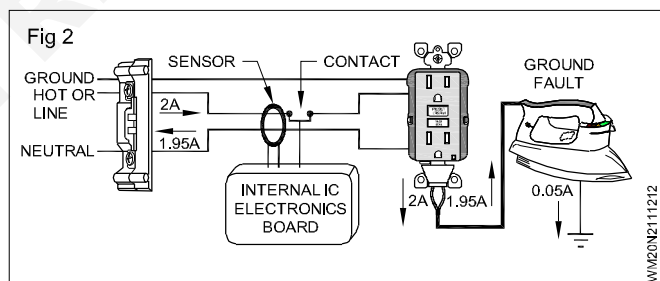 Fig 2
SENSOR
CONTACT
GROUND
FAULT
GROUND
HOT OR
LINE
2A
1.95A
NEUTRAL
INTERNAL IC
ELECTRONICS
BOARD
2A
1.95A
0.05A
WM20N2111212